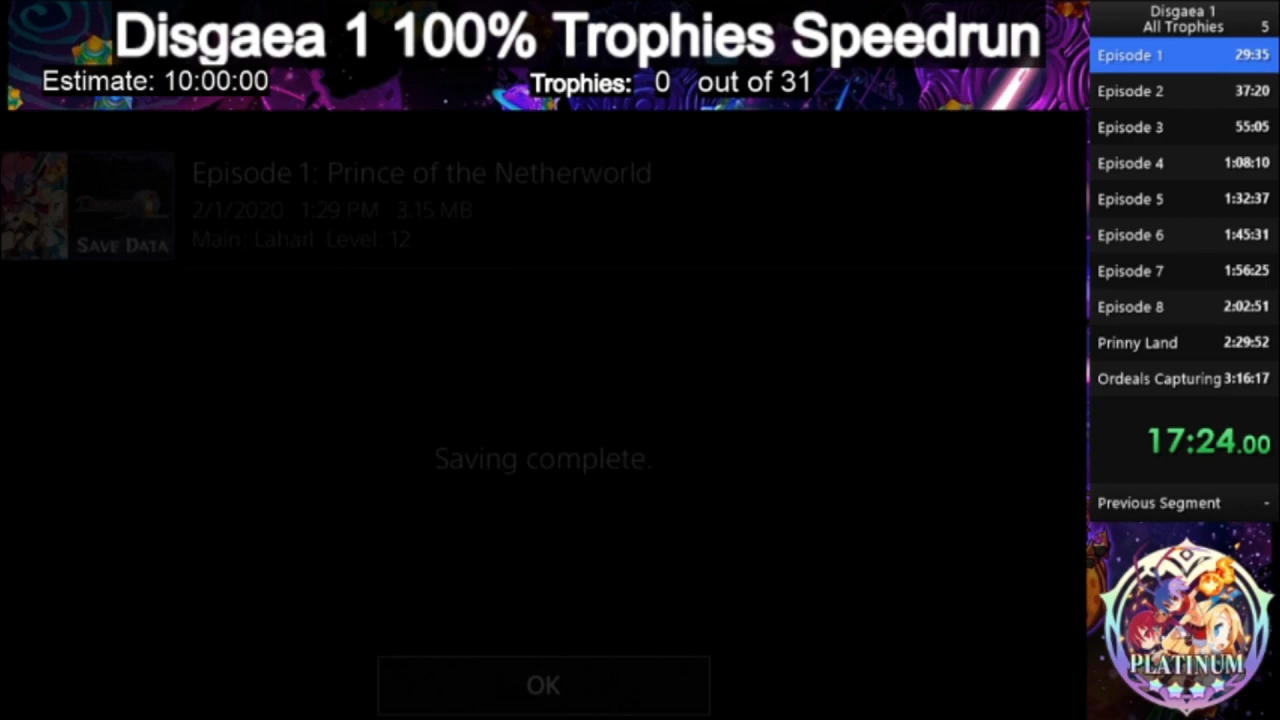 Disgaea 1 100% Trophies Speedrun
Estimate: 10:00:00
Trophies: 0 out of 31
Episode 1: Prince of the Netherworld
2/1/2020 1:29 PM 3.15 MB
Main: Laharl Level: 12
SAVE DATA
Saving complete.
OK
Disgaea 1
All Trophies 5
Episode 1 29:35
Episode 2 37:20
Episode 3 55:05
Episode 4 1:08:10
Episode 5 1:32:37
Episode 6 1:45:31
Episode 7 1:56:25
Episode 8 2:02:51
Prinny Land 2:29:52
Ordeals Capturing 3:16:17
17:24.00
Previous Segment -
PLATINUM